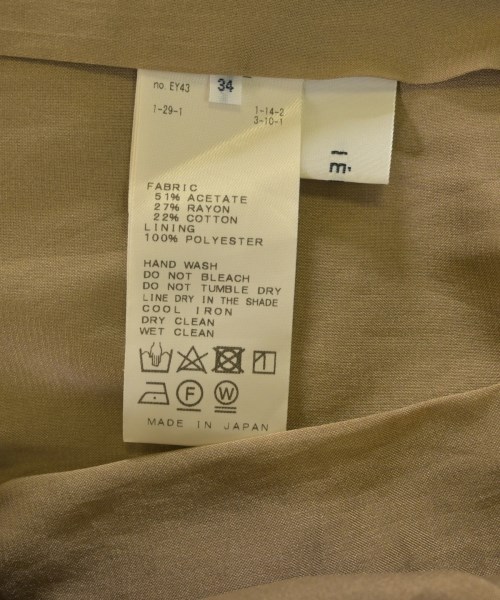 no. EY43
34
1-29-1
1-14-2
3-10-1
FABRIC
51% ACETATE
27% RAYON
22% COTTON
LINING
100% POLYESTER
HAND WASH
DO NOT BLEACH
DO NOT TUMBLE DRY
LINE DRY IN THE SHADE
COOL IRON
DRY CLEAN
WET CLEAN
F
W
MADE IN JAPAN